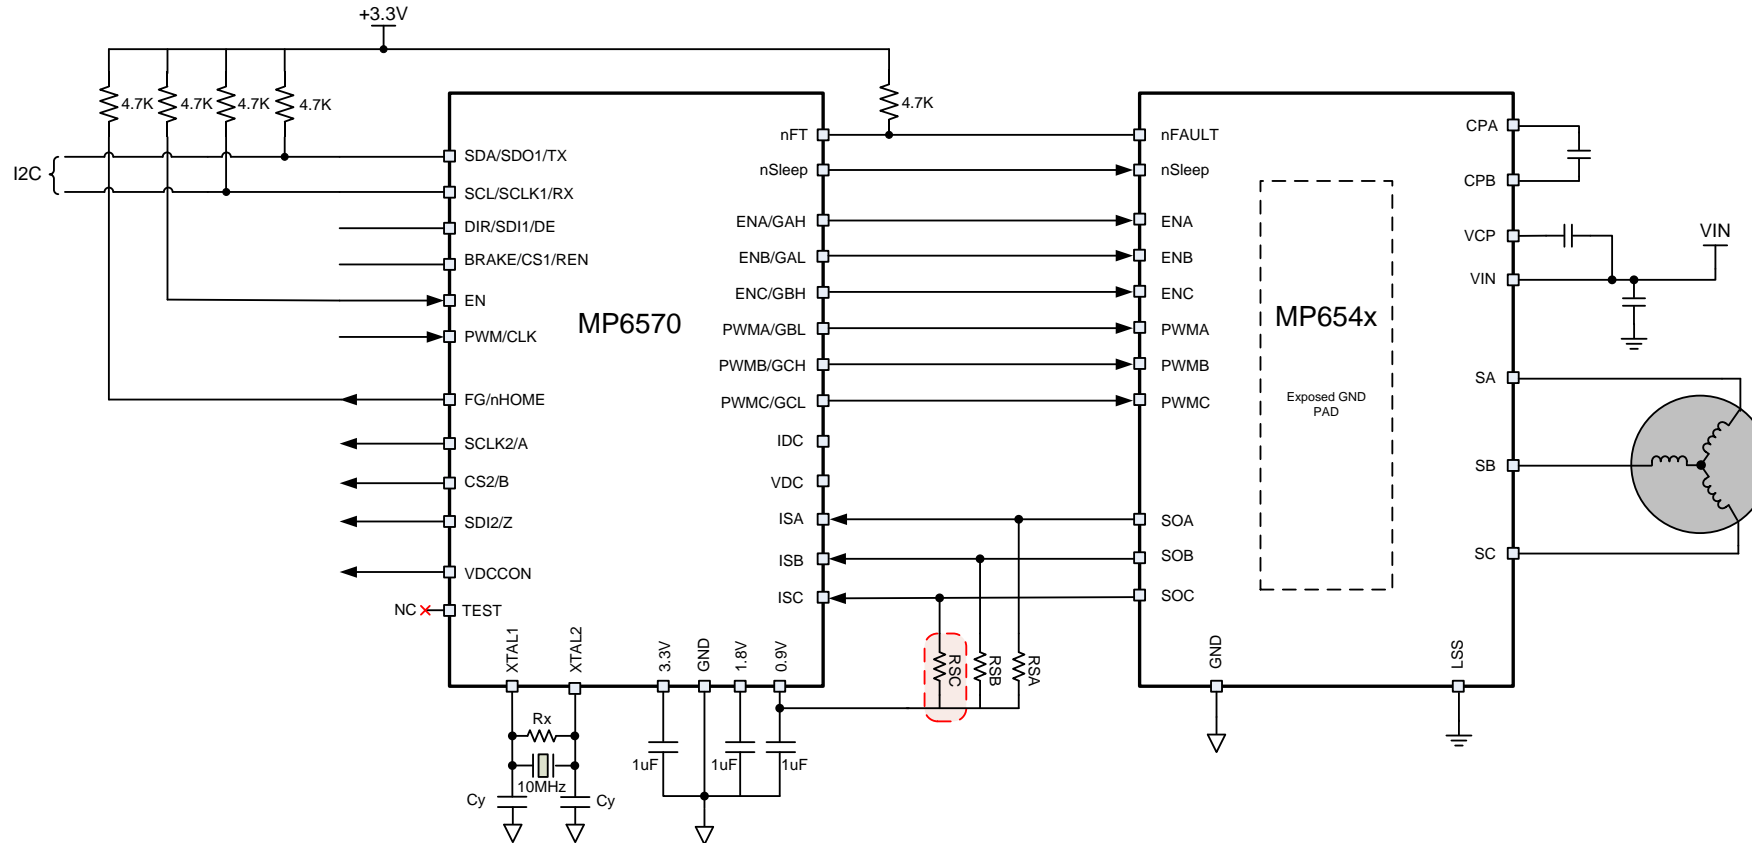 +3.3V
4.7K
4.7K
4.7K
4.7K
4.7K
I2C
SDA/SDO1/TX
SCL/SCLK1/RX
DIR/SDI1/DE
BRAKE/CS1/REN
EN
PWM/CLK
FG/nHOME
SCLK2/A
CS2/B
SDI2/Z
VDCCON
NC
TEST
MP6570
nFT
nSleep
ENA/GAH
ENB/GAL
ENC/GBH
PWMA/GBL
PWMB/GCH
PWMC/GCL
IDC
VDC
ISA
ISB
ISC
XTAL1
XTAL2
3.3V
GND
1.8V
0.9V
Rx
10MHz
Cy
Cy
1uF
1uF
1uF
RSC
RSB
RSA
nFAULT
nSleep
ENA
ENB
ENC
PWMA
PWMB
PWMC
SOA
SOB
SOC
MP654x
Exposed GND
PAD
GND
LSS
CPA
CPB
VCP
VIN
SA
SB
SC
VIN